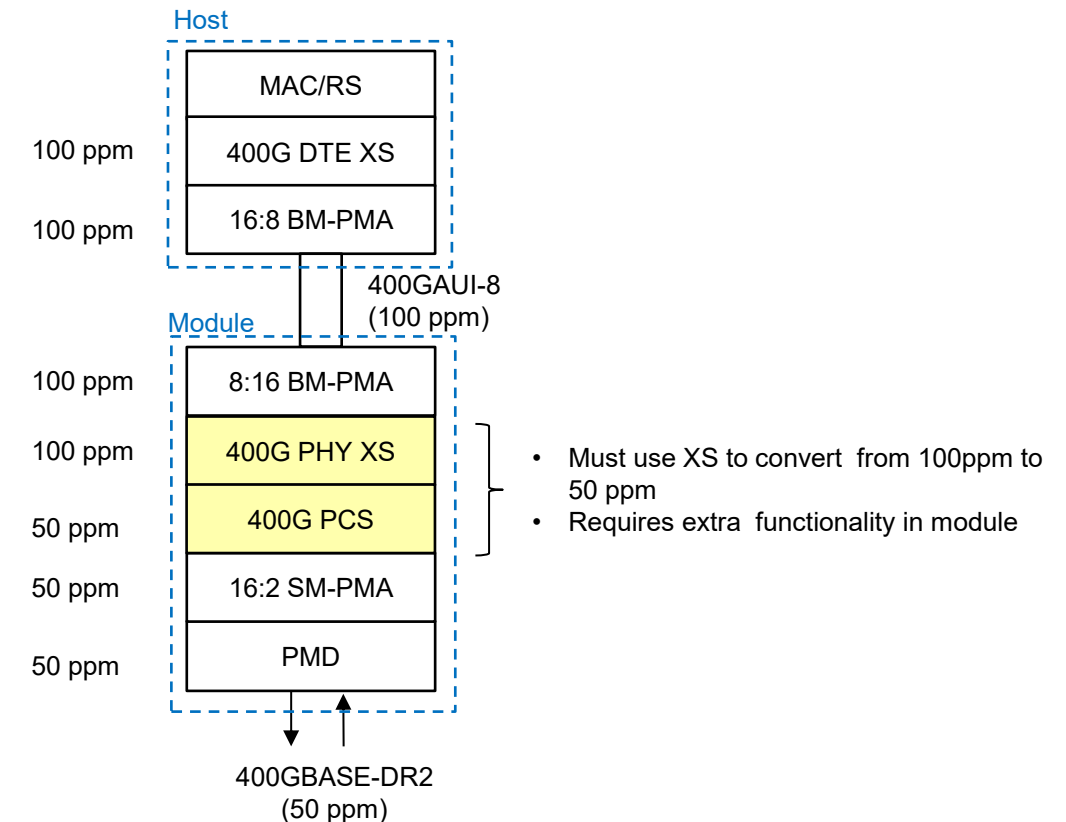 Host
MAC/RS
100 ppm
400G DTE XS
100 ppm
16:8 BM-PMA
400GAUI-8
(100 ppm)
Module
100 ppm
8:16 BM-PMA
100 ppm
400G PHY XS
50 ppm
400G PCS
• Must use XS to convert from 100ppm to
50 ppm
• Requires extra functionality in module
50 ppm
16:2 SM-PMA
50 ppm
PMD
400GBASE-DR2
(50 ppm)